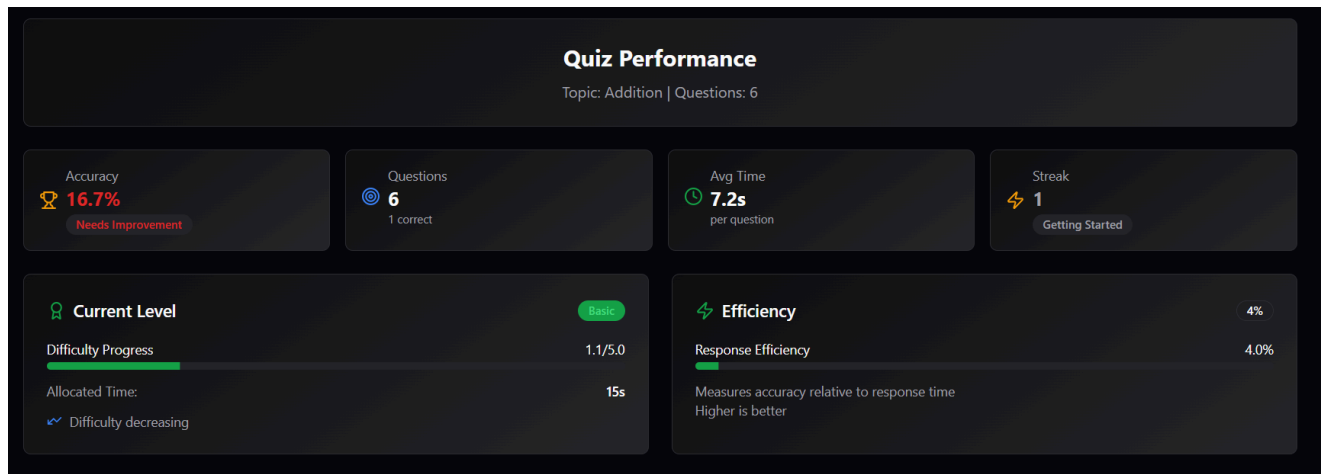 Quiz Performance
Topic: Addition | Questions: 6
Accuracy
16.7%
Needs Improvement
Questions
6
1 correct
Avg Time
7.2s
per question
Streak
1
Getting Started
Current Level
Basic
Difficulty Progress
1.1/5.0
Allocated Time:
15s
Difficulty decreasing
Efficiency
4%
Response Efficiency
4.0%
Measures accuracy relative to response time
Higher is better